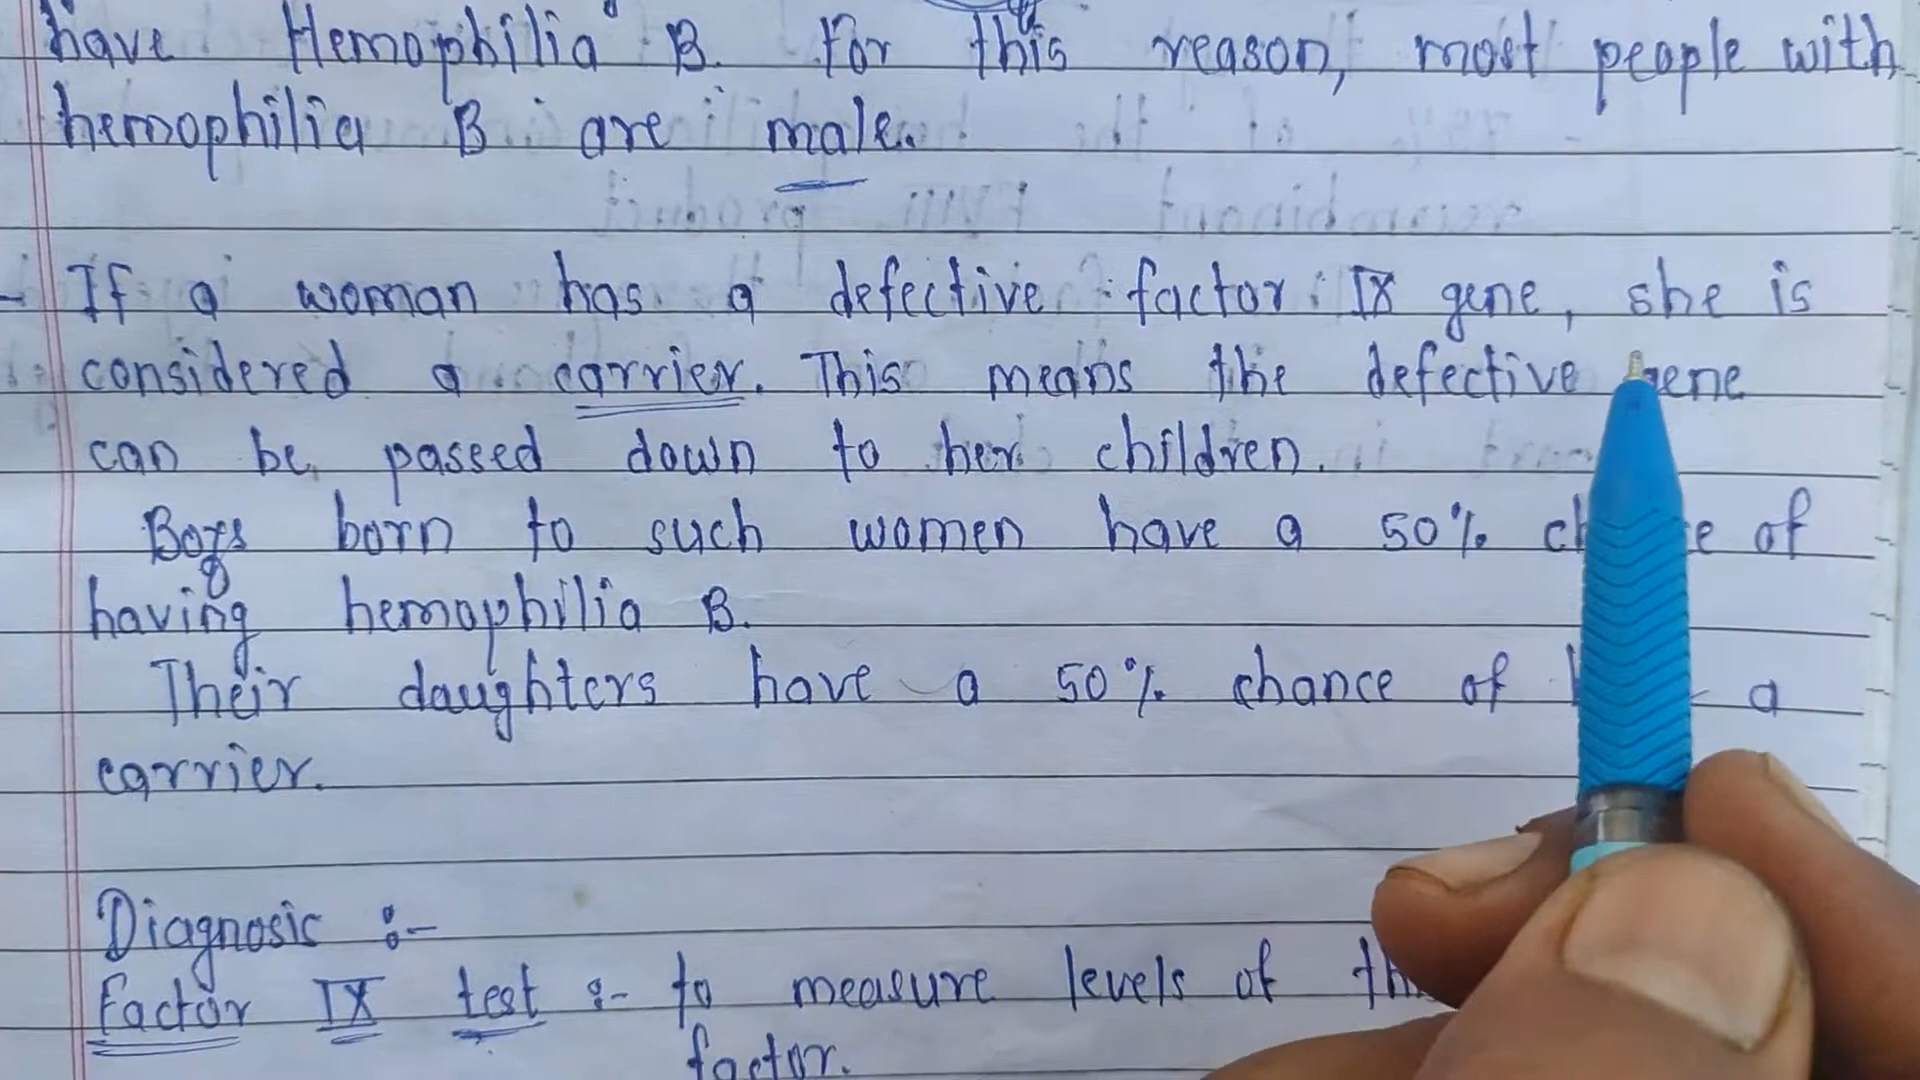 have Hemophilia B. For this reason, most people with
hemophilia B are male.
- If a woman has a defective factor IX gene, she is
considered a carrier. This means the defective gene
can be passed down to her children.
Boys born to such women have a 50% of
having hemophilia B.
Their daughters have a 50% chance of a
carrier.
Diagnosis :-
Factor IX test :- to measure levels of
factor.